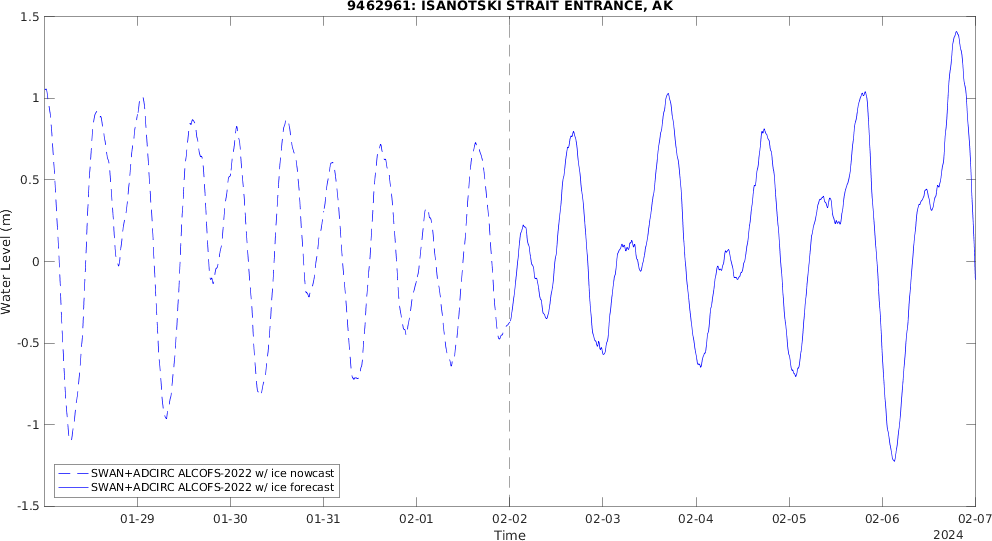 9462961: ISANOTSKI STRAIT ENTRANCE, AK
1.5
1
0.5
0
-0.5
-1
-1.5
Water Level (m)
SWAN+ADCIRC ALCOFS-2022 w/ ice nowcast
SWAN+ADCIRC ALCOFS-2022 w/ ice forecast
01-29 01-30 01-31 02-01 02-02 02-03 02-04 02-05 02-06 02-07
Time
2024